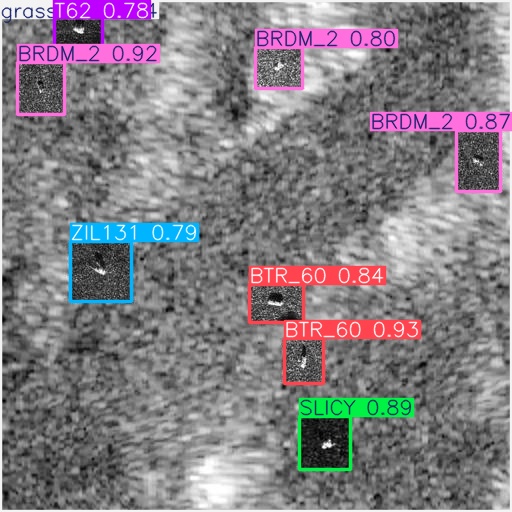 grass
T62 0.78
BRDM_2 0.80
BRDM_2 0.92
BRDM_2 0.87
ZIL131 0.79
BTR_60 0.84
BTR_60 0.93
SLICY 0.89